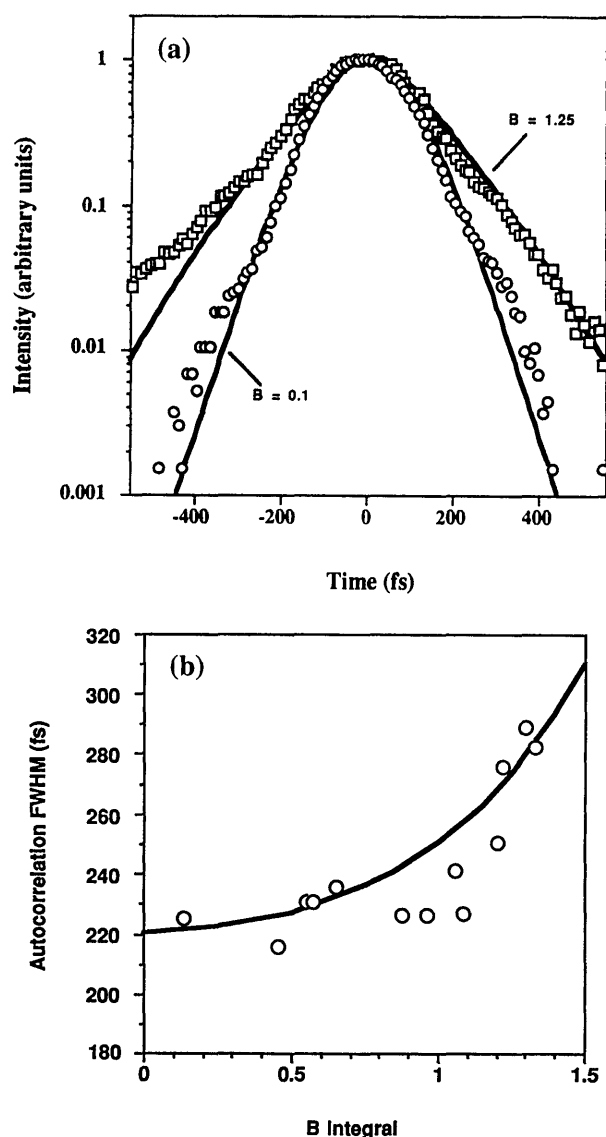 (a)
1
0.1
0.01
0.001
Intensity (arbitrary units)
B = 1.25
B = 0.1
-400 -200 0 200 400
Time (fs)
(b)
320
300
280
260
240
220
200
180
Autocorrelation FWHM (fs)
0 0.5 1 1.5
B Integral